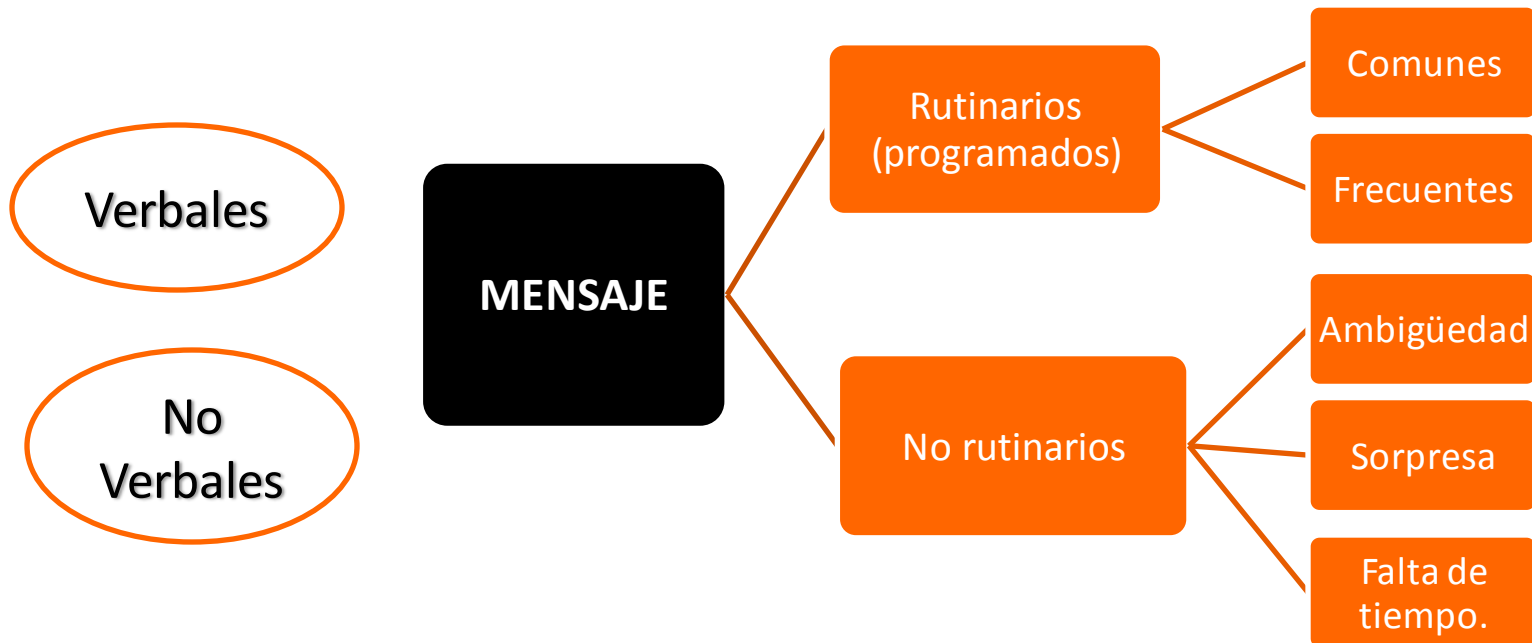 Verbales
No
Verbales
MENSAJE
Rutinarios
(programados)
Comunes
Frecuentes
No rutinarios
Ambigüedad
Sorpresa
Falta de
tiempo.